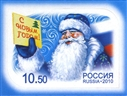 С НОВЫМ
ГОДОМ!
10.50
РОССИЯ
RUSSIA•2010